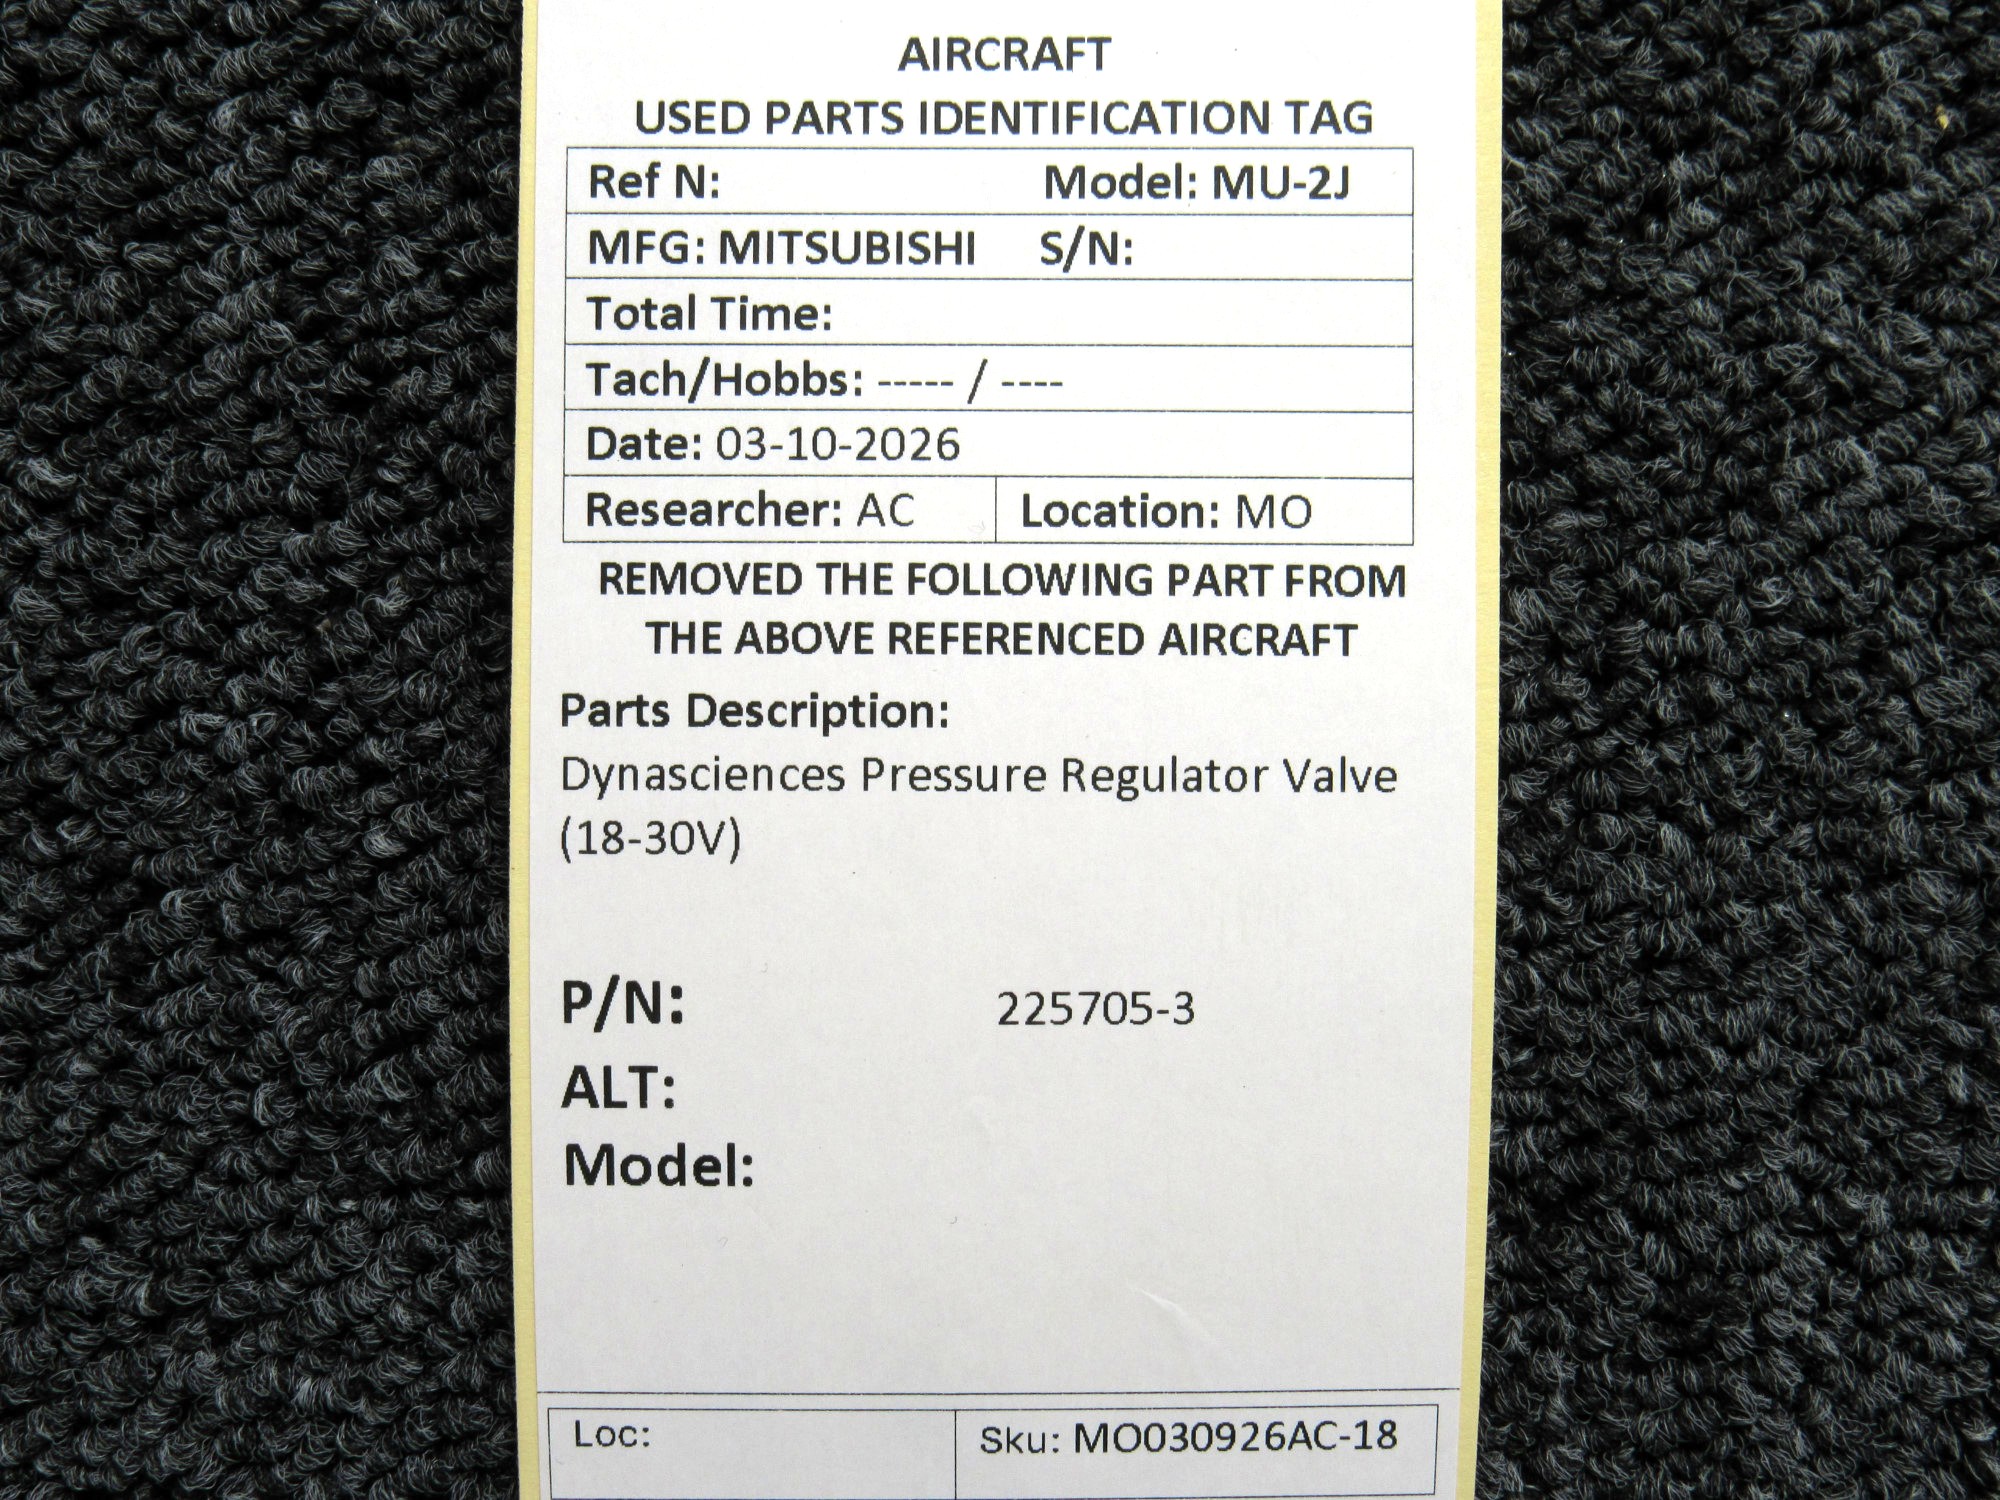 AIRCRAFT
USED PARTS IDENTIFICATION TAG
Ref N: Model: MU-2J
MFG: MITSUBISHI S/N:
Total Time:
Tach/Hobbs: ----- / ----
Date: 03-10-2026
Researcher: AC Location: MO
REMOVED THE FOLLOWING PART FROM
THE ABOVE REFERENCED AIRCRAFT
Parts Description:
Dynasciences Pressure Regulator Valve
(18-30V)
P/N: 225705-3
ALT:
Model:
Loc: Sku: MO030926AC-18